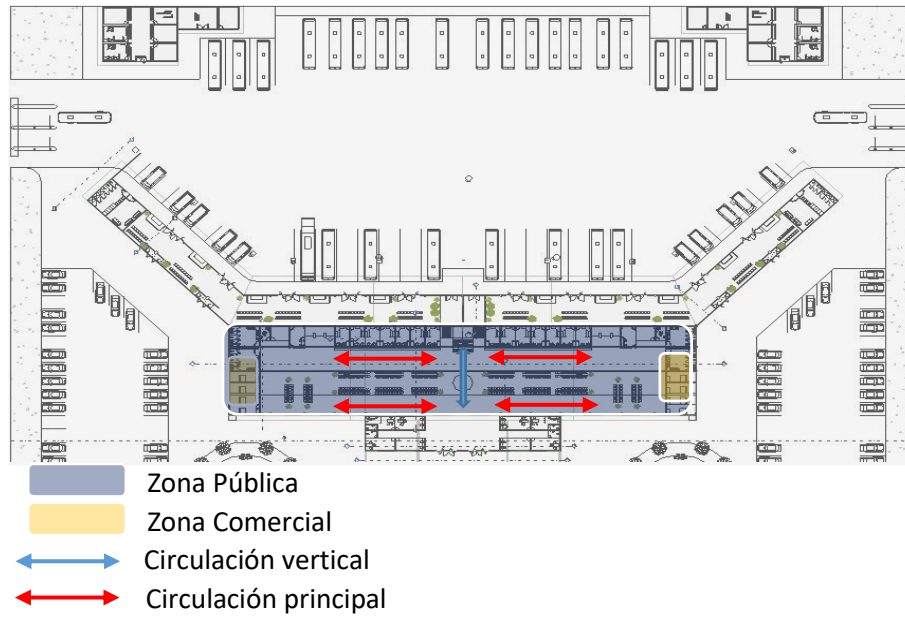 Zona Pública
Zona Comercial
Circulación vertical
Circulación principal